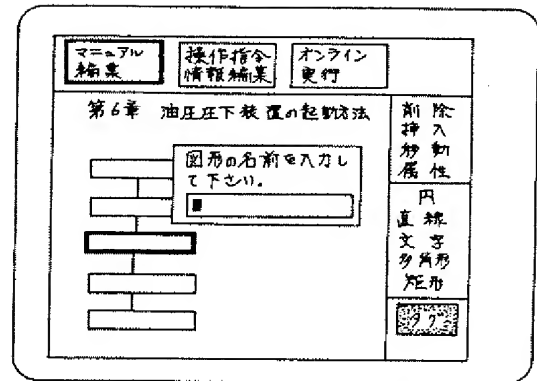 マニュアル
編集
操作指令
情報編集
オンライン
実行
第6章 油圧圧下装置の起動方法
図形の名前を入力し
て下さい。
削除
挿入
移動
属性
円
直線
文字
多角形
矩形
タグ